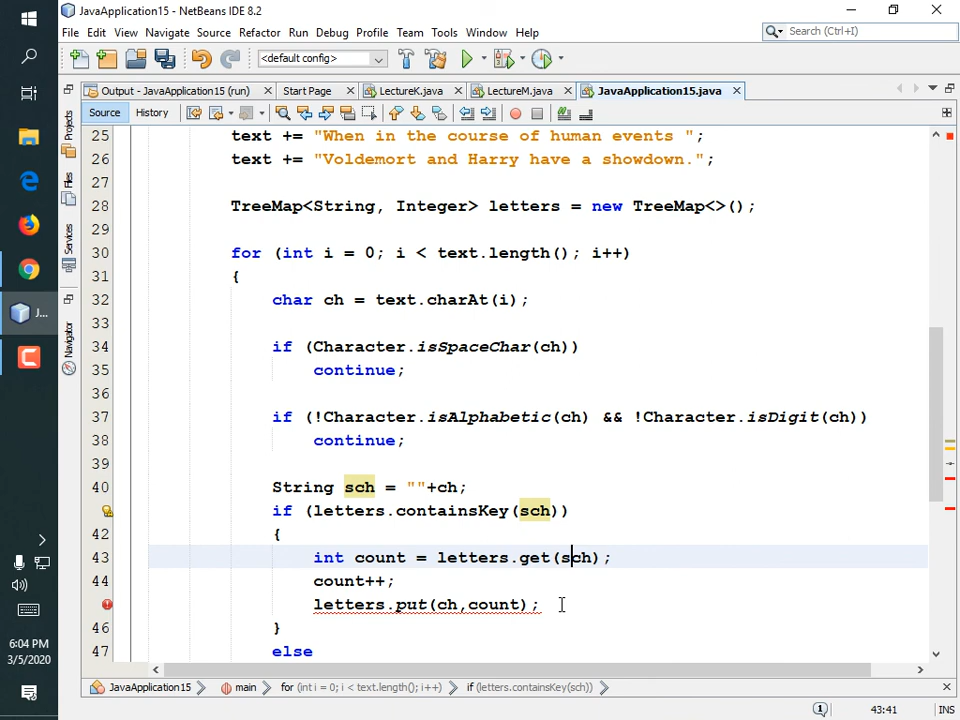 JavaApplication15 - NetBeans IDE 8.2
File Edit View Navigate Source Refactor Run Debug Profile Team Tools Window Help
Search (Ctrl+I)
<default config>
Output - JavaApplication15 (run) Start Page LectureK.java LectureM.java JavaApplication15.java
Source History
Projects
Files
Services
Navigator
25 text += "When in the course of human events ";
26 text += "Voldemort and Harry have a showdown.";
27
28 TreeMap<String, Integer> letters = new TreeMap<>();
29
30 for (int i = 0; i < text.length(); i++)
31 {
32 char ch = text.charAt(i);
33
34 if (Character.isSpaceChar(ch))
35 continue;
36
37 if (!Character.isAlphabetic(ch) && !Character.isDigit(ch))
38 continue;
39
40 String sch = ""+ch;
if (letters.containsKey(sch))
42 {
43 int count = letters.get(sch);
44 count++;
letters.put(ch,count);
46 }
47 else
J...
6:04 PM
3/5/2020
JavaApplication15 main for (int i = 0; i < text.length(); i++) if (letters.containsKey(sch))
43:41 INS